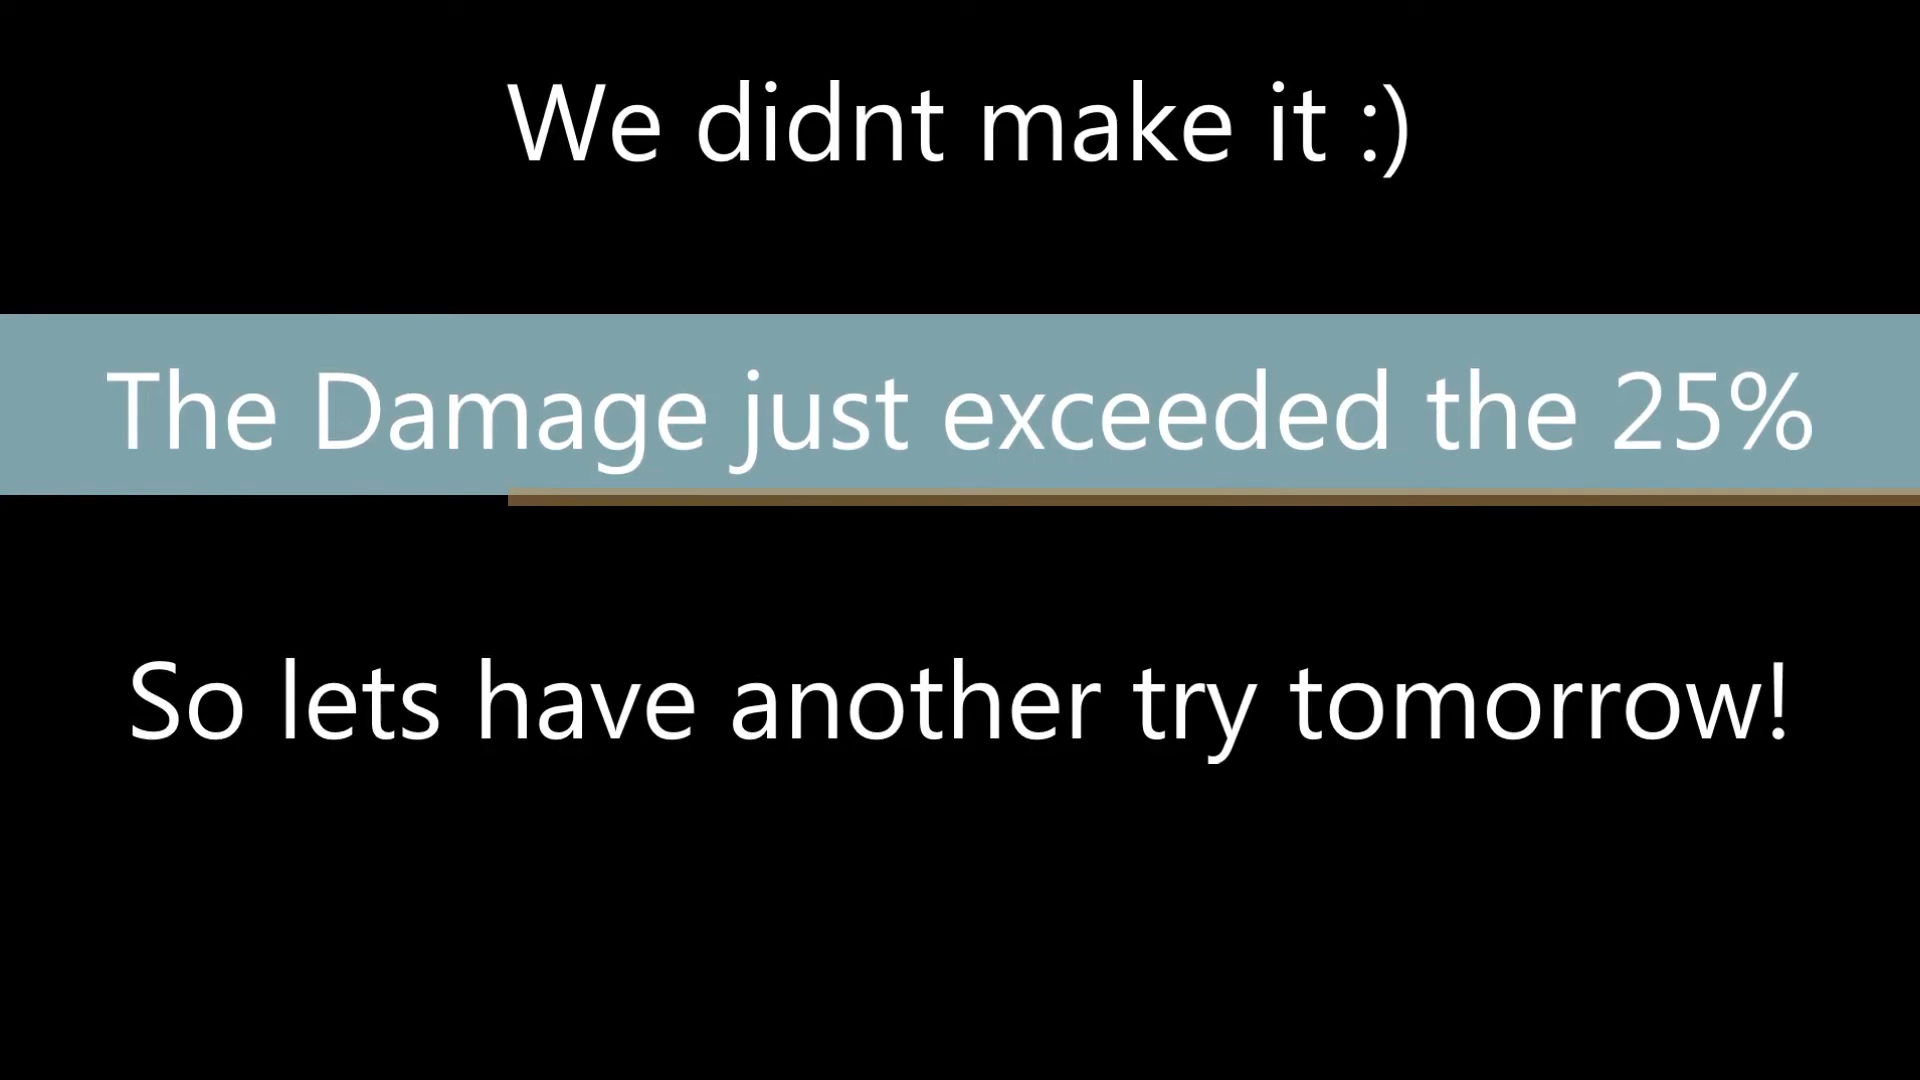 We didnt make it :)
The Damage just exceeded the 25%
So lets have another try tomorrow!